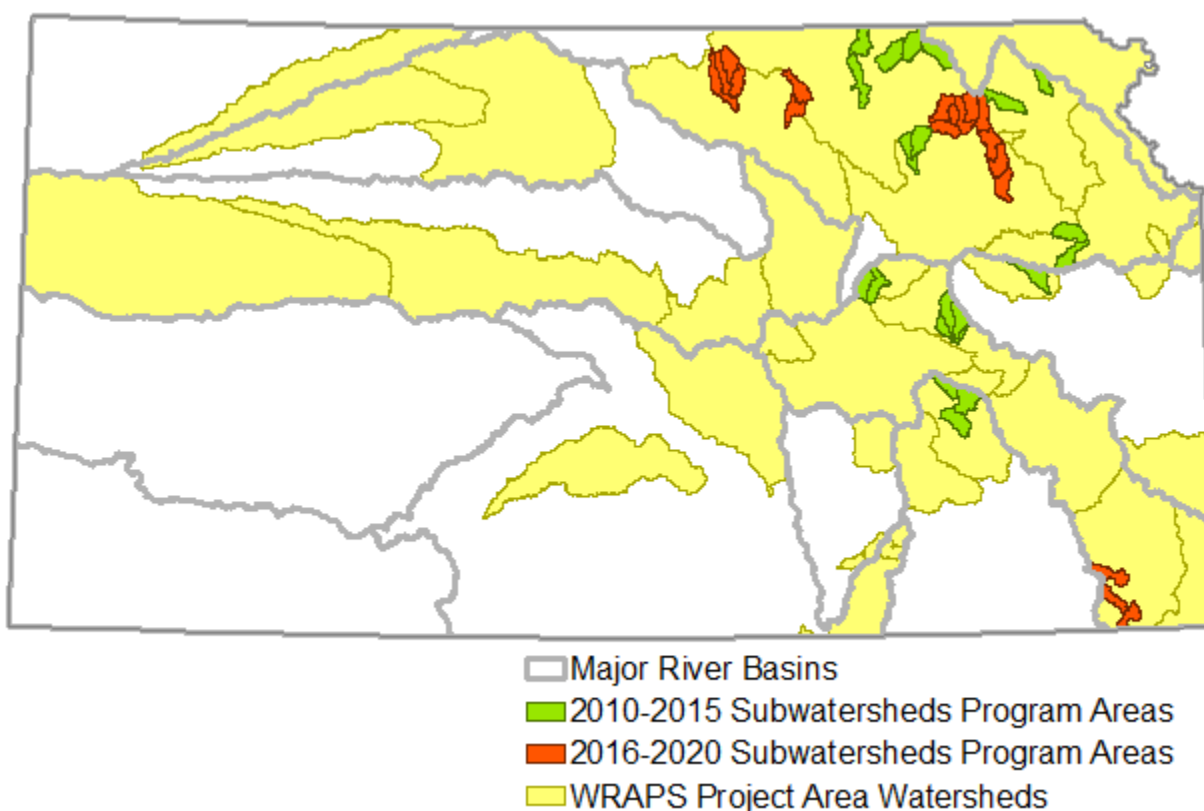 Major River Basins
2010-2015 Subwatersheds Program Areas
2016-2020 Subwatersheds Program Areas
WRAPS Project Area Watersheds